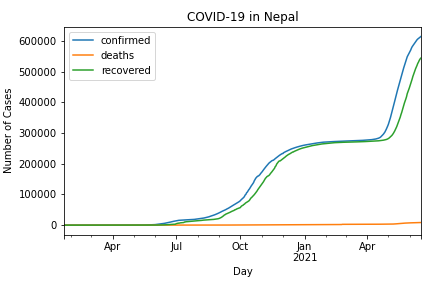 COVID-19 in Nepal
confirmed
deaths
recovered
Number of Cases
600000
500000
400000
300000
200000
100000
0
Apr Jul Oct Jan Apr
2021
Day